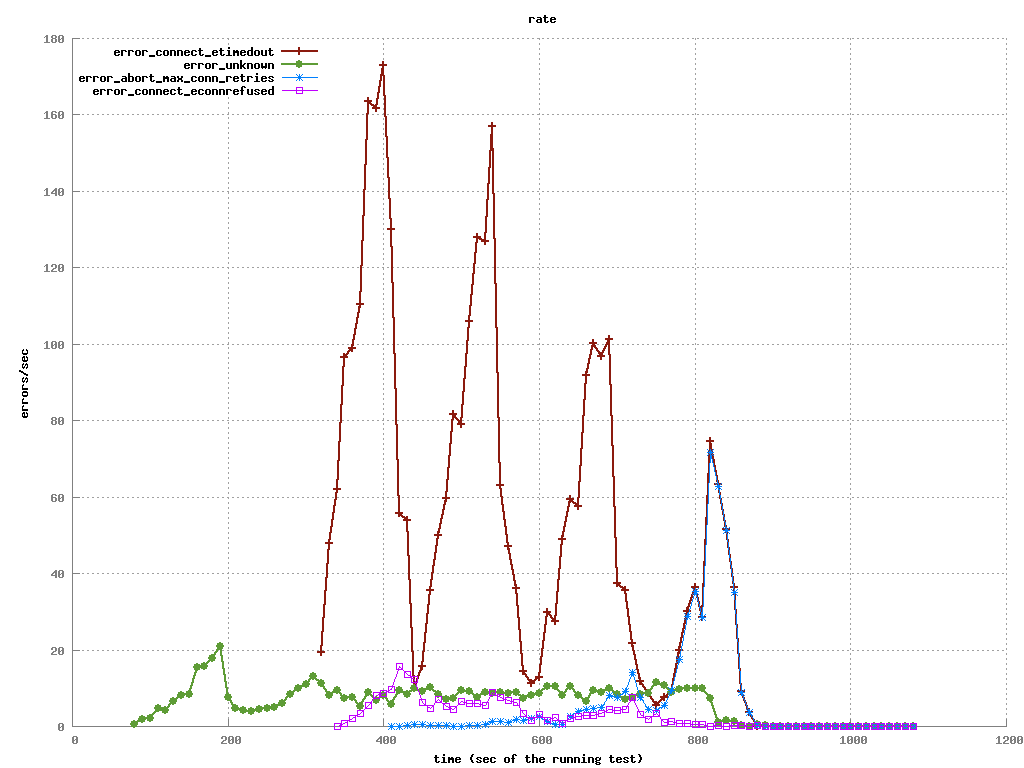 rate
error_connect_etimedout
error_unknown
error_abort_max_conn_retries
error_connect_econnrefused
180
160
140
120
100
80
60
40
20
0
errors/sec
0 200 400 600 800 1000 1200
time (sec of the running test)